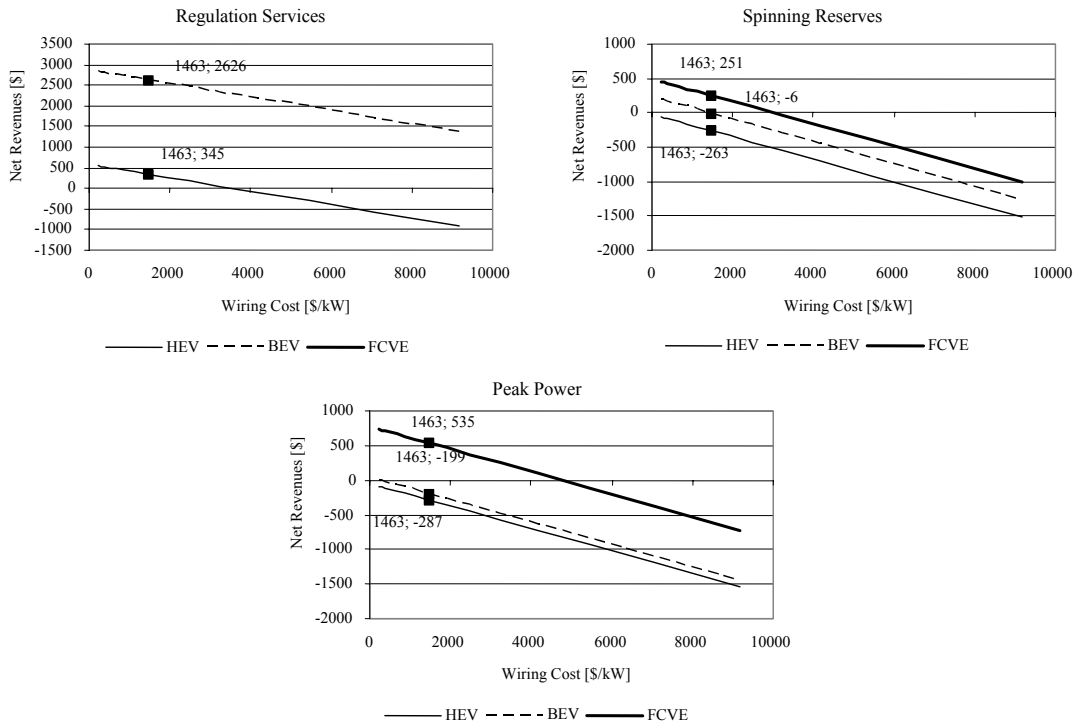 Regulation Services
3500
3000
2500
2000
1500
1000
500
0
-500
-1000
-1500
Net Revenues [$]
1463; 2626
1463; 345
0 2000 4000 6000 8000 10000
Wiring Cost [$/kW]
HEV BEV FCVE
Spinning Reserves
1000
500
0
-500
-1000
-1500
-2000
Net Revenues [$]
1463; 251
1463; -6
1463; -263
0 2000 4000 6000 8000 10000
Wiring Cost [$/kW]
HEV BEV FCVE
Peak Power
1000
500
0
-500
-1000
-1500
-2000
Net Revenues [$]
1463; 535
1463; -199
1463; -287
0 2000 4000 6000 8000 10000
Wiring Cost [$/kW]
HEV BEV FCVE